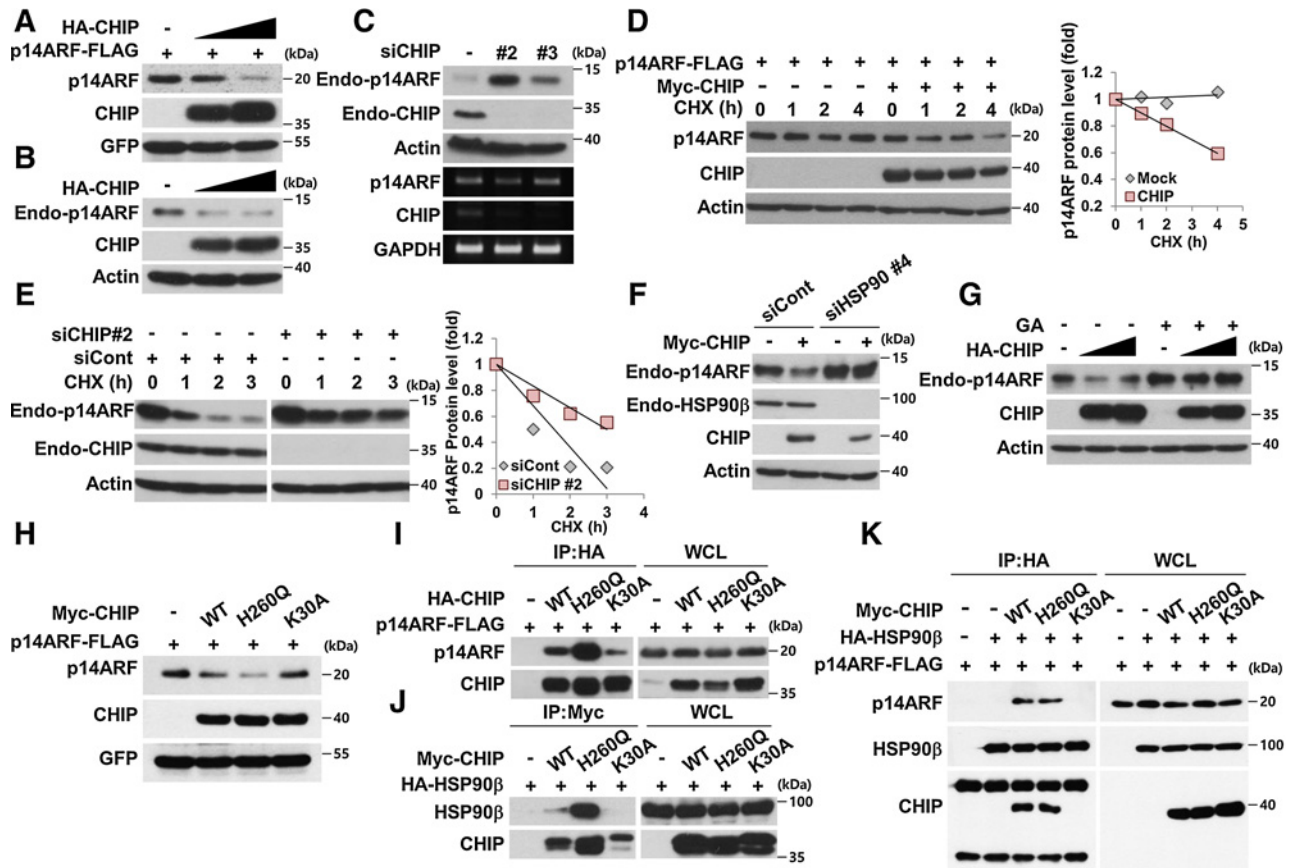 A
HA-CHIP -
p14ARF-FLAG + + + (kDa)
p14ARF 20
CHIP 35
GFP 55
B
HA-CHIP - (kDa)
15
Endo-p14ARF
CHIP 35
Actin 40
C
siCHIP - #2 #3 (kDa)
Endo-p14ARF 15
Endo-CHIP 35
Actin 40
p14ARF
CHIP
GAPDH
D
p14ARF-FLAG + + + + + + + +
Myc-CHIP - - - - + + + +
CHX (h) 0 1 2 4 0 1 2 4 (kDa)
p14ARF 20
CHIP 40
Actin 40
p14ARF protein level (fold)
1.2
1
0.8
0.6
0.4
0.2
Mock
CHIP
0 1 2 3 4 5
CHX (h)
E
siCHIP#2 - - - - + + + +
siCont + + + + - - - -
CHX (h) 0 1 2 3 0 1 2 3 (kDa)
Endo-p14ARF 15
Endo-CHIP 35
Actin 40
p14ARF Protein level (fold)
1.2
1
0.8
0.6
0.4
0.2
0
siCont
siCHIP #2
0 1 2 3 4
CHX (h)
F
siCont siHSP90 #4
Myc-CHIP - + - + (kDa)
Endo-p14ARF 15
Endo-HSP90β 100
CHIP 40
Actin 40
G
GA - - - + + +
HA-CHIP - - (kDa)
Endo-p14ARF 15
CHIP 35
Actin 40
H
Myc-CHIP - WT H260Q K30A
p14ARF-FLAG + + + + (kDa)
p14ARF 20
CHIP 40
GFP 55
I
IP:HA WCL
HA-CHIP - WT H260Q K30A - WT H260Q K30A
p14ARF-FLAG + + + + + + + + (kDa)
p14ARF 20
CHIP 35
J
IP:Myc WCL
Myc-CHIP - WT H260Q K30A - WT H260Q K30A
HA-HSP90β + + + + + + + + (kDa)
HSP90β 100
CHIP 35
K
IP:HA WCL
Myc-CHIP - - WT H260Q K30A - - WT H260Q K30A
HA-HSP90β - + + + + - + + + +
p14ARF-FLAG + + + + + + + + + + (kDa)
p14ARF 20
HSP90β 100
CHIP 40